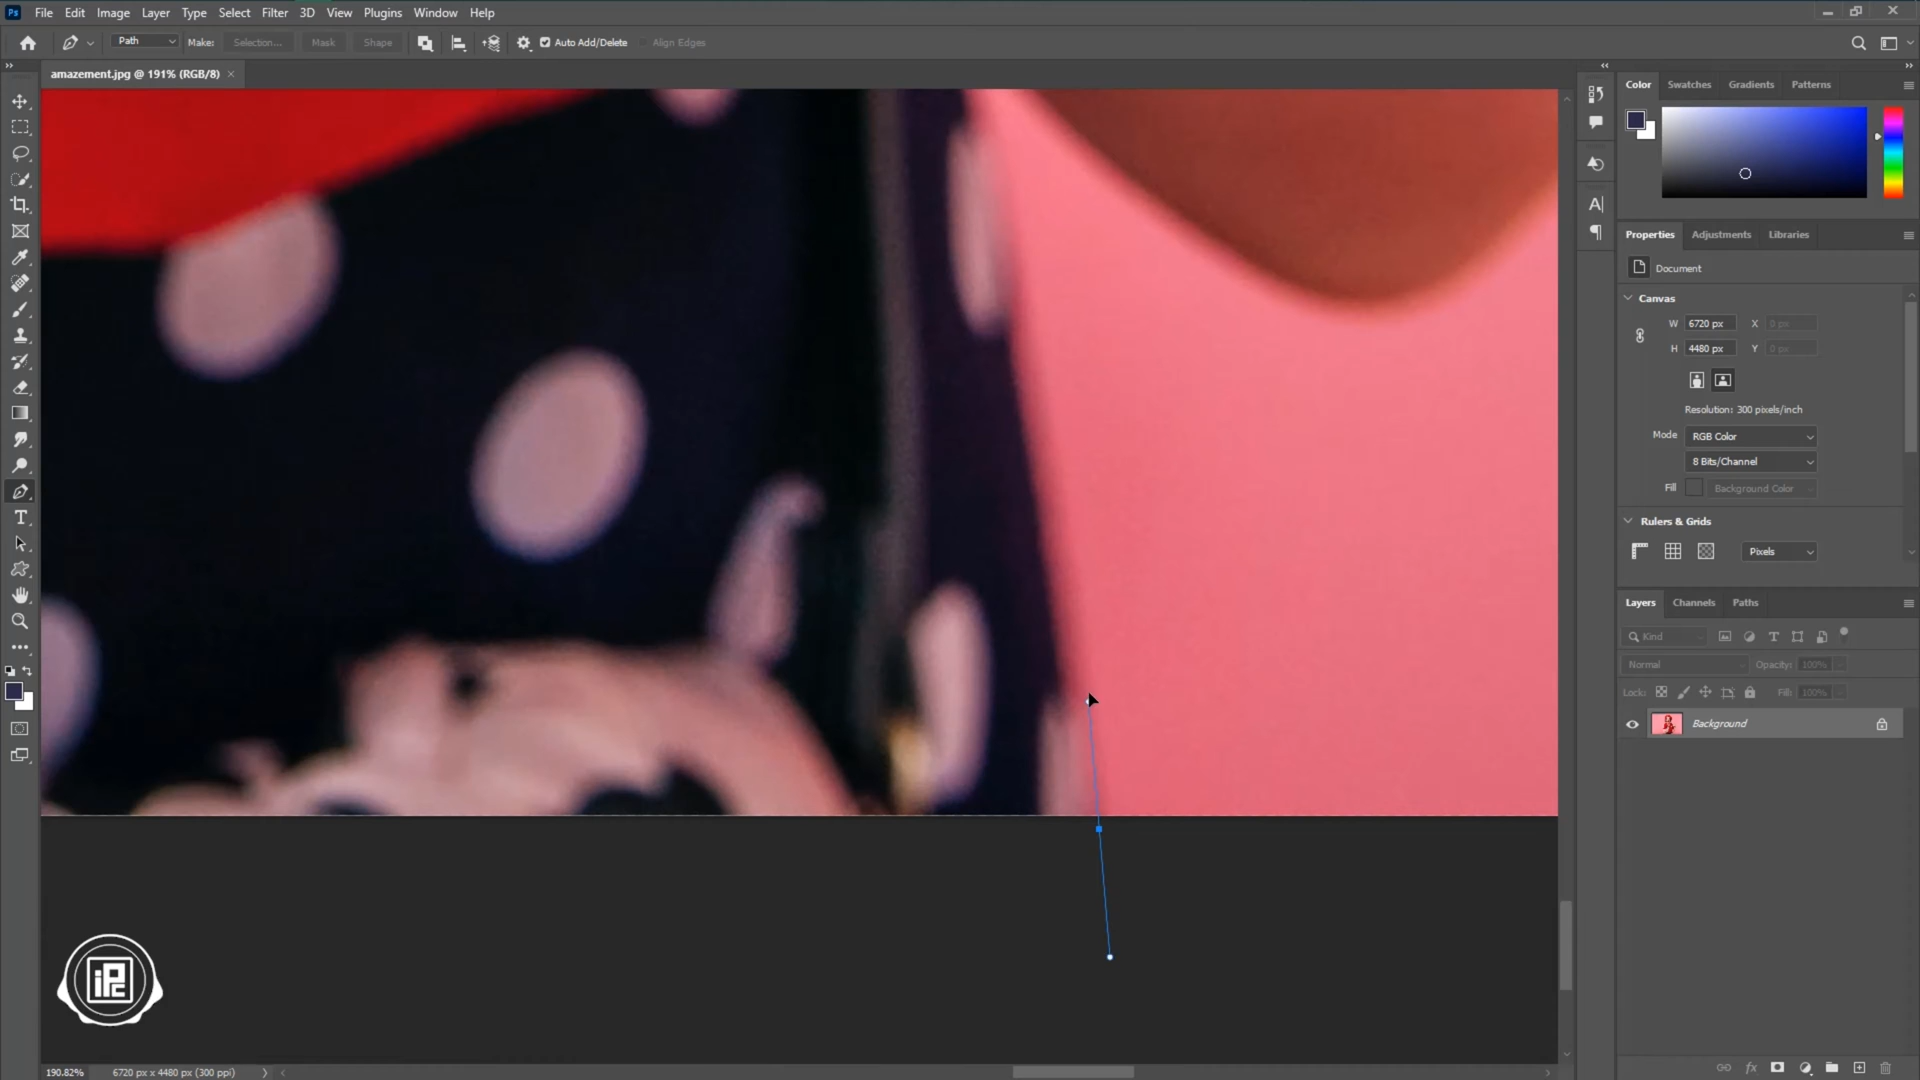 Ps File Edit Image Layer Type Select Filter 3D View Plugins Window Help
Path Make: Selection... Mask Shape Auto Add/Delete Align Edges
amazement.jpg @ 191% (RGB/8) ×
Color Swatches Gradients Patterns
Properties Adjustments Libraries
Document
Canvas
W 6720 px X 0 px
H 4480 px Y 0 px
Resolution: 300 pixels/inch
Mode RGB Color
8 Bits/Channel
Fill Background Color
Rulers & Grids
Pixels
Layers Channels Paths
Kind
Normal Opacity: 100%
Lock: Fill: 100%
Background
fx
iPc
190.82% 6720 px x 4480 px (300 ppi)